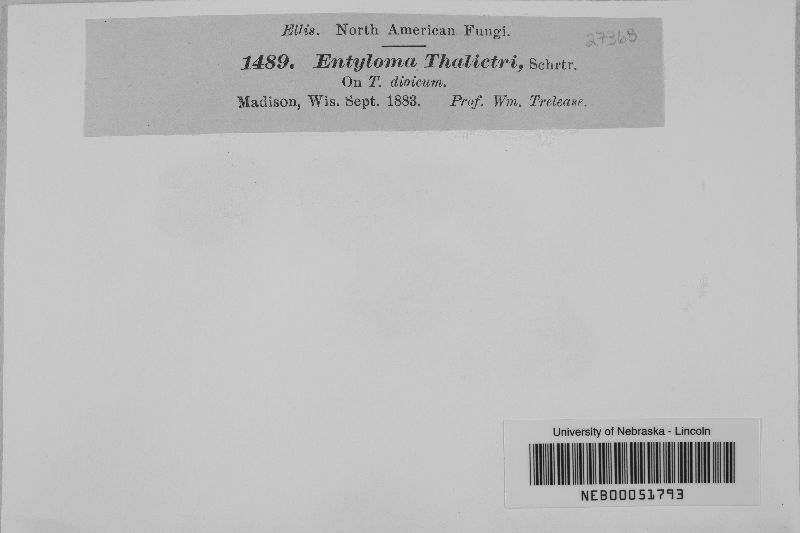 Ellis. North American Fungi.
27368
1489. Entyloma Thalictri, Schrtr.
On T. dioicum.
Madison, Wis. Sept. 1883. Prof. Wm. Trelease.
University of Nebraska - Lincoln
NEB00051793